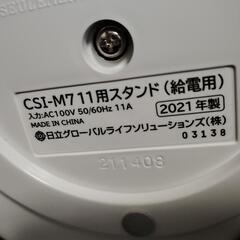 CSI-M711用スタンド（給電用）
入力:AC100V 50/60Hz 11A
MADE IN CHINA
2021年製
日立グローバルライフソリューションズ(株)
03138
211408